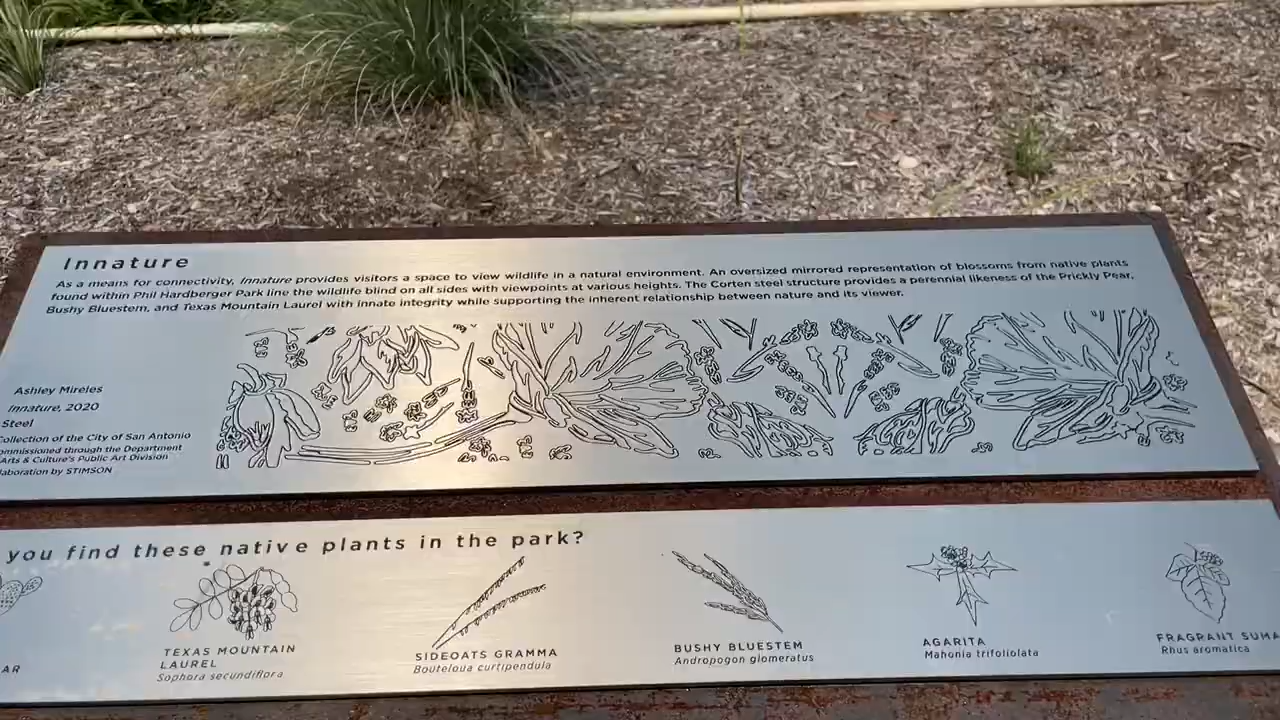 Innature
As a means for connectivity, Innature provides visitors a space to view wildlife in a natural environment. An oversized mirrored representation of blossoms from native plants
found within Phil Hardberger Park line the wildlife blind on all sides with viewpoints at various heights. The Corten steel structure provides a perennial likeness of the Prickly Pear,
Bushy Bluestem, and Texas Mountain Laurel with innate integrity while supporting the inherent relationship between nature and its viewer.
Ashley Mireles
Innature, 2020
Steel
Collection of the City of San Antonio
ommissioned through the Department
Arts & Culture's Public Art Division
laboration by STIMSON
you find these native plants in the park?
AR
TEXAS MOUNTAIN
LAUREL
Sophora secundiflora
SIDEOATS GRAMMA
Bouteloua curtipendula
BUSHY BLUESTEM
Andropogon glomeratus
AGARITA
Mahonia trifoliolata
FRAGRANT SUMA
Rhus aromatica